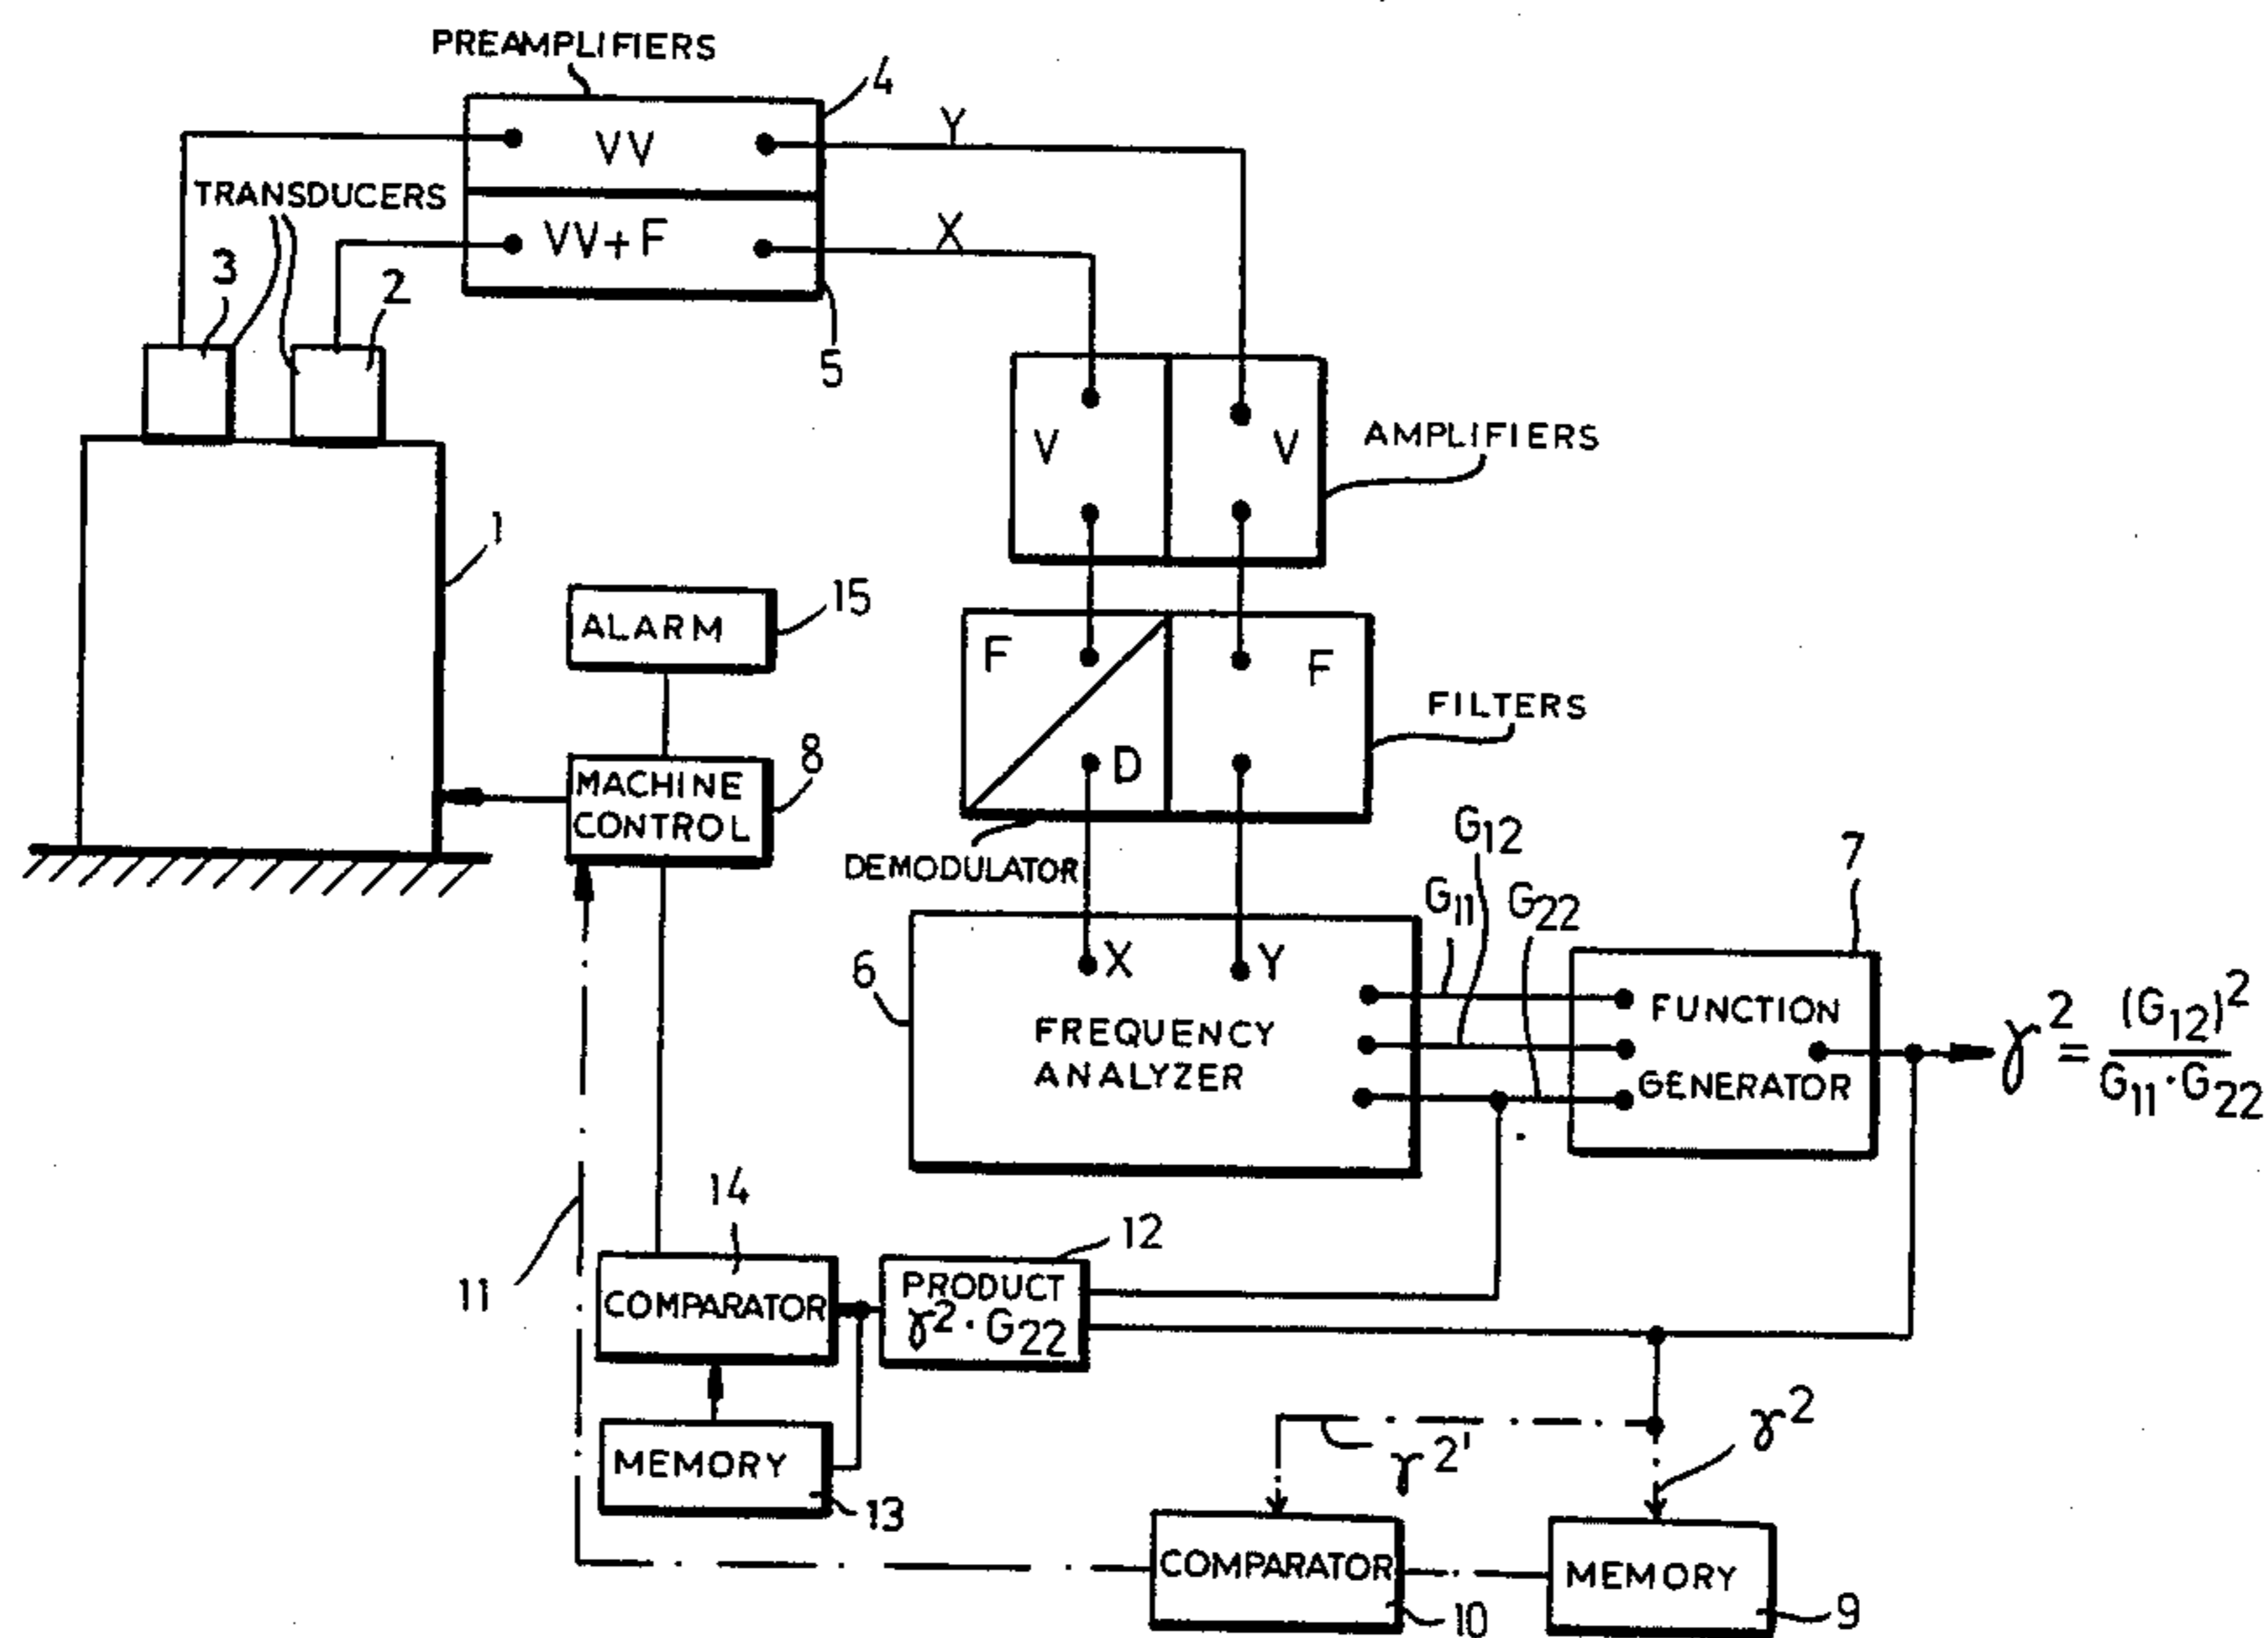 PREAMPLIFIERS
4
VV
Y
TRANSDUCERS
VV+F
X
3
2
5
V
V
AMPLIFIERS
1
ALARM
15
F
F
FILTERS
D
MACHINE
CONTROL
8
DEMODULATOR
G12
G11
G22
7
6
X
Y
FREQUENCY
ANALYZER
FUNCTION
GENERATOR
γ² = (G12)² / G11·G22
14
12
11
COMPARATOR
PRODUCT
γ²·G22
γ2'
γ²
MEMORY
13
COMPARATOR
10
MEMORY
9